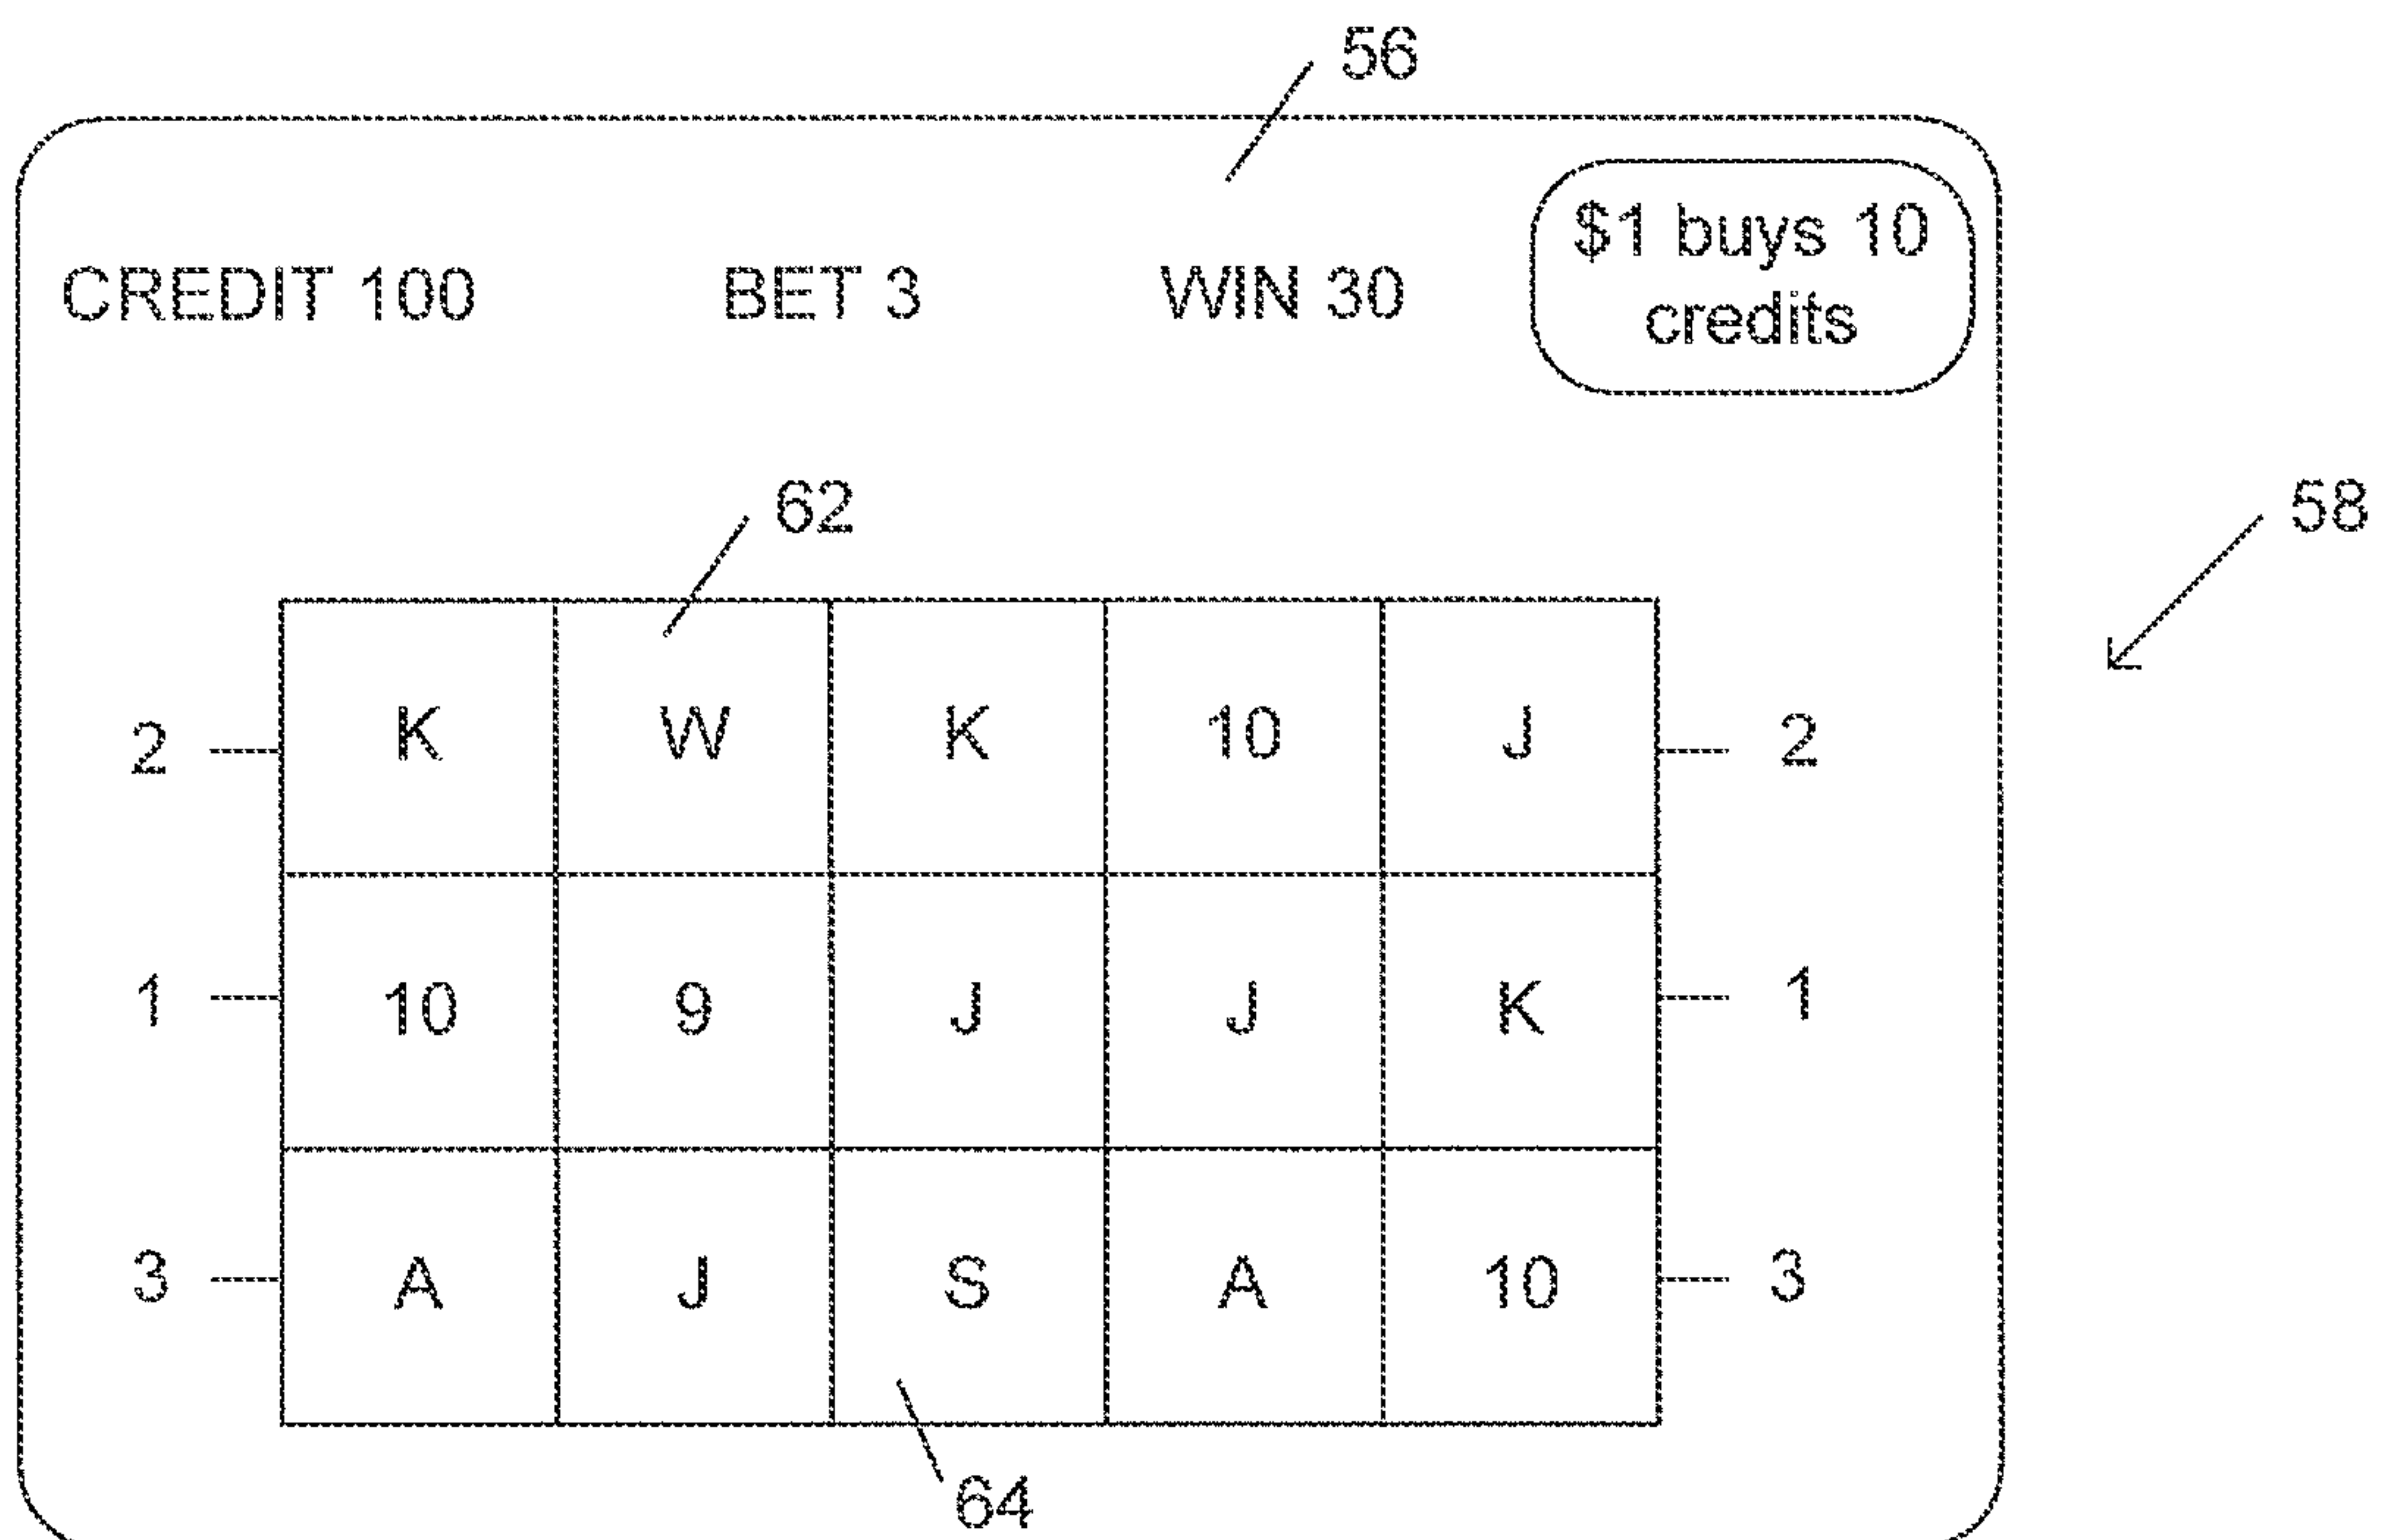 56
$1 buys 10
credits
CREDIT 100 BET 3 WIN 30
62
58
2 K W K 10 J 2
1 10 9 J J K 1
3 A J S A 10 3
64